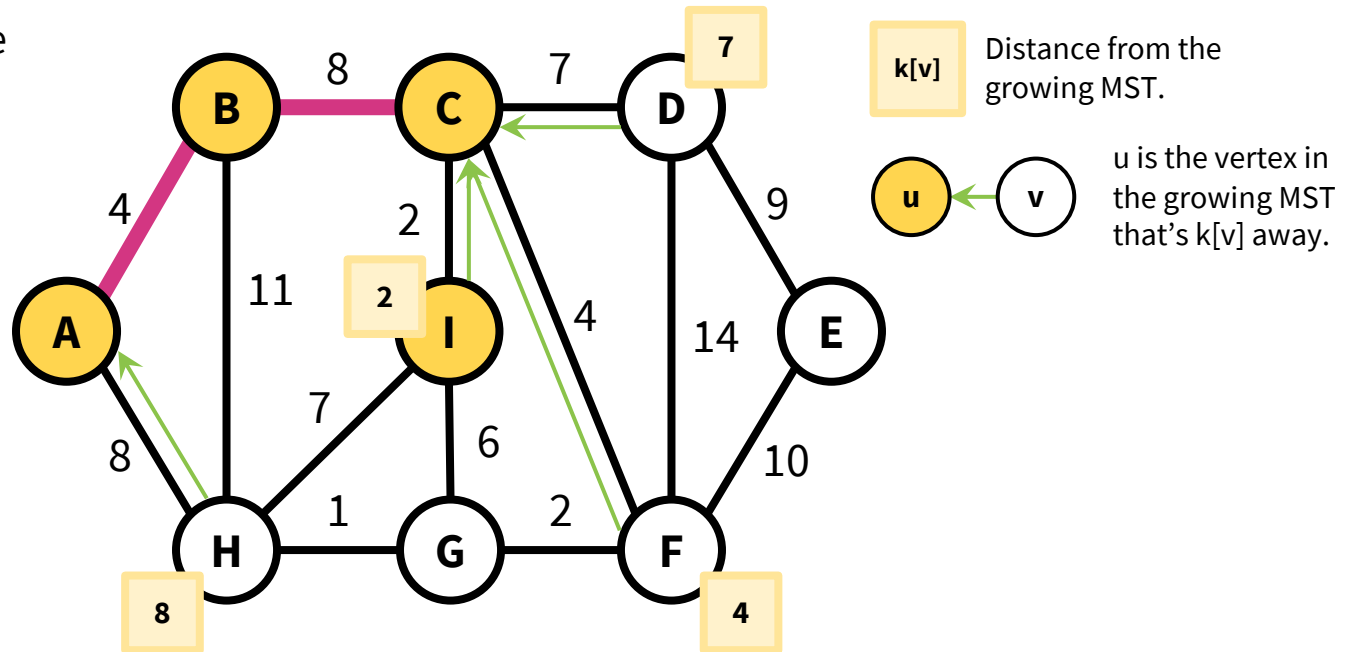 e
8
7
7
k[v]
Distance from the
growing MST.
B
C
D
u
v
u is the vertex in
the growing MST
that's k[v] away.
4
2
9
11
2
4
14
A
I
E
7
6
8
10
1
2
H
G
F
8
4